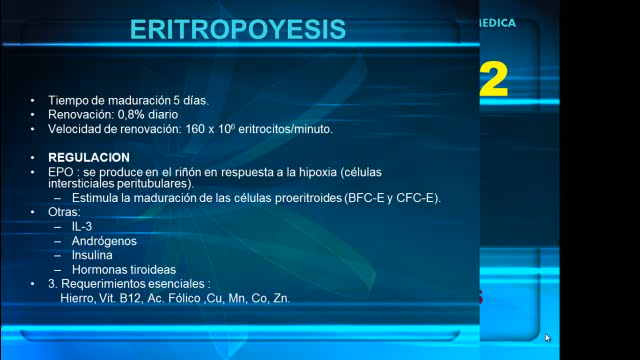 ERITROPOYESIS
MEDICA
2
• Tiempo de maduración 5 días.
• Renovación: 0,8% diario
• Velocidad de renovación: 160 x 10⁶ eritrocitos/minuto.
• REGULACION
• EPO : se produce en el riñón en respuesta a la hipoxia (células
intersticiales peritubulares).
– Estimula la maduración de las células proeritroides (BFC-E y CFC-E).
• Otras:
– IL-3
– Andrógenos
– Insulina
– Hormonas tiroideas
• 3. Requerimientos esenciales :
Hierro, Vit. B12, Ac. Fólico ,Cu, Mn, Co, Zn.